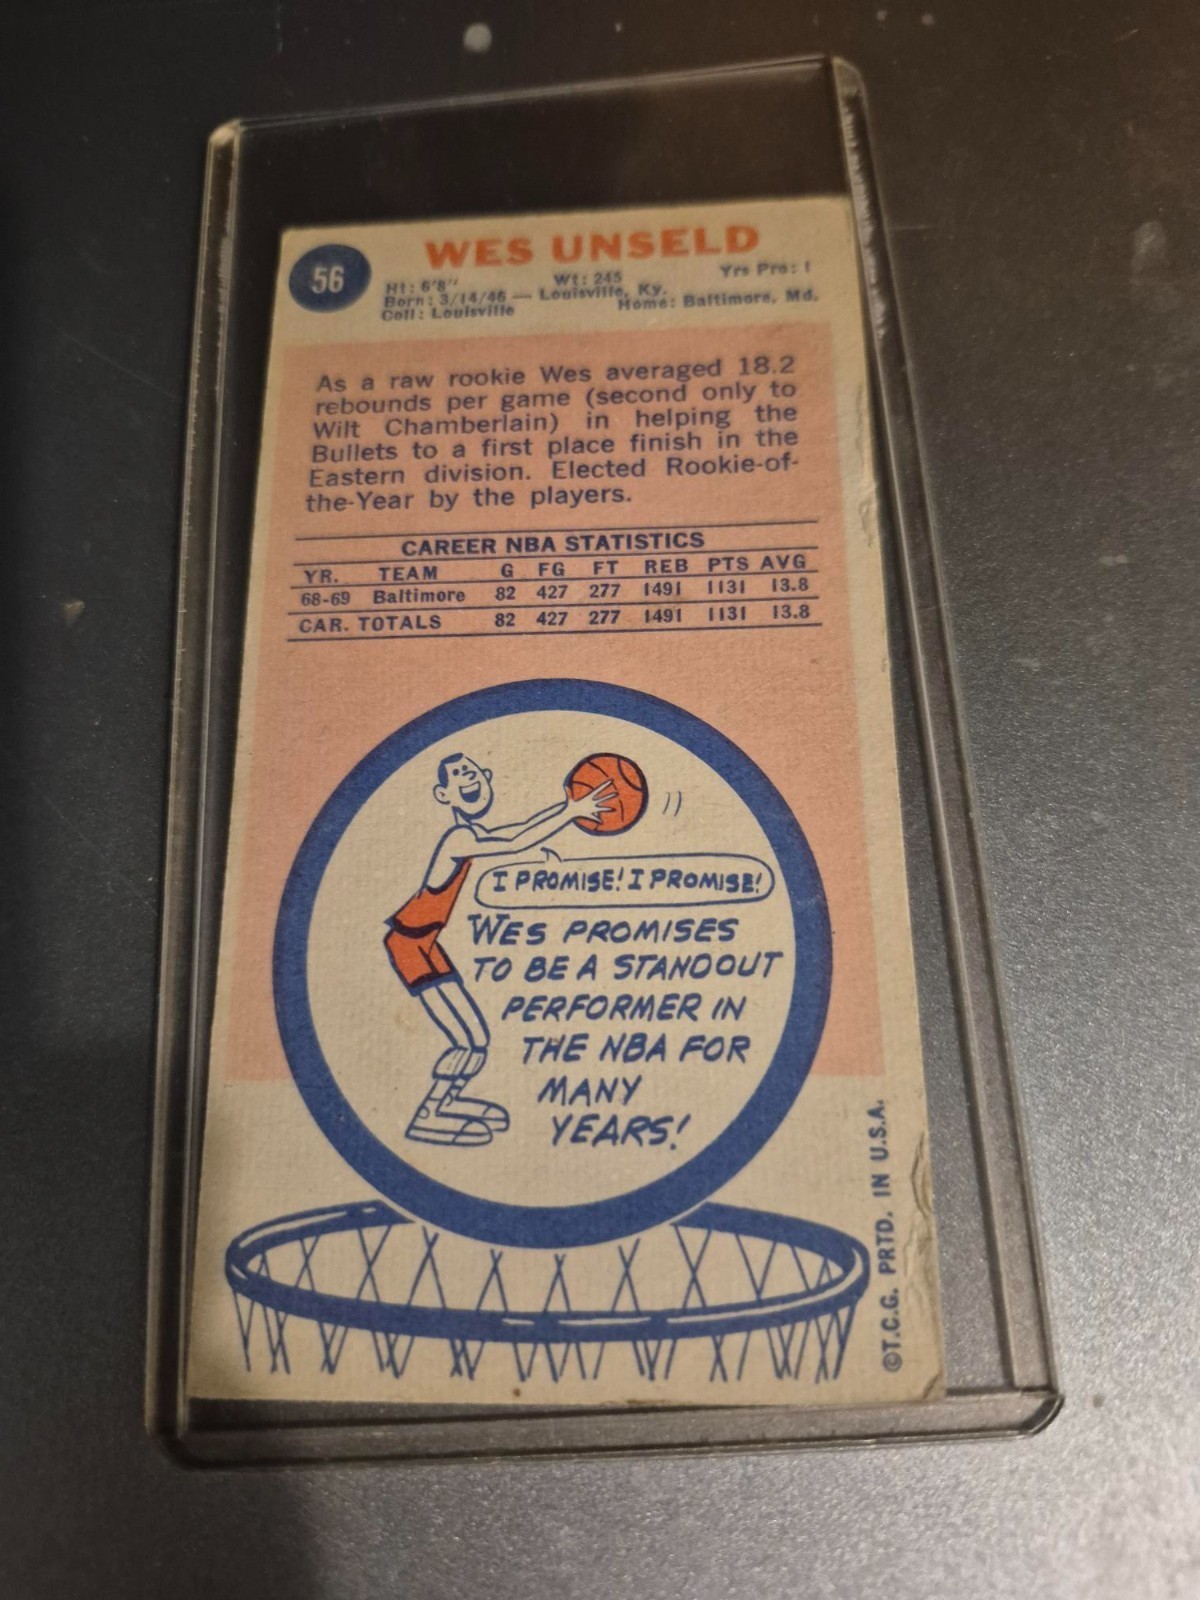 56
WES UNSELD
Ht: 6'8" Wt: 245 Yrs Pro: 1
Born: 3/14/46 — Louisville, Ky.
Coll: Louisville Home: Baltimore, Md.
As a raw rookie Wes averaged 18.2
rebounds per game (second only to
Wilt Chamberlain) in helping the
Bullets to a first place finish in the
Eastern division. Elected Rookie-of-
the-Year by the players.
CAREER NBA STATISTICS
YR. TEAM G FG FT REB PTS AVG
68-69 Baltimore 82 427 277 1491 1131 13.8
CAR. TOTALS 82 427 277 1491 1131 13.8
I PROMISE! I PROMISE!
WES PROMISES
TO BE A STANDOUT
PERFORMER IN
THE NBA FOR
MANY
YEARS!
©T.C.G. PRTD. IN U.S.A.